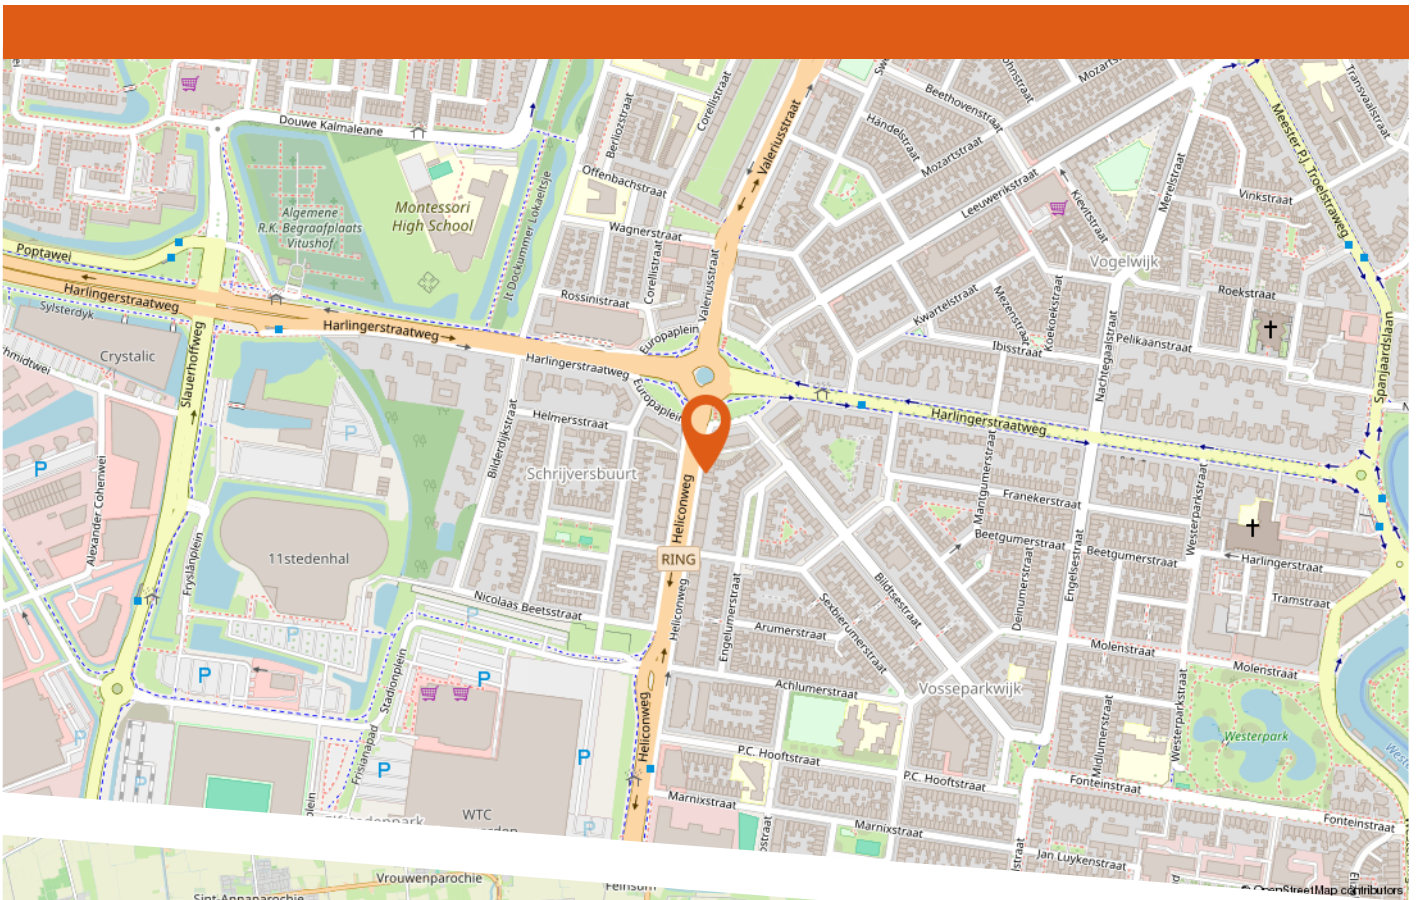 Douwe Kalmaleane
Berliozstraat
Corellistraat
Valeriusstraat
Beethovenstraat
Händelstraat
Mozartstraat
Meester P.J. Troelstraweg
Transvaalstraat
Offenbachstraat
Montessori
High School
Algemene
R.K. Begraafplaats
Vitushof
It Dockummer Lokaeltsje
Wagnerstraat
Corellistraat
Valeriusstraat
Leeuwerikstraat
Kievitstraat
Merelstraat
Vinkstraat
Vogelwijk
Poptawei
Harlingerstraatweg
Sylsterdyk
Harlingerstraatweg
Rossinistraat
Europaplein
Kwartelstraat
Mezenstraat
Koekoekstraat
Roekstraat
Ibisstraat
Pelikaanstraat
Nachtegaalstraat
Spanjaardslaan
Crystalic
Slauerhoffweg
Harlingerstraatweg
Europaplein
Helmersstraat
Bilderdijkstraat
Schrijversbuurt
Harlingerstraatweg
P
P
Alexander Cohenwei
Heliconweg
Mantgumerstraat
Franekerstraat
Westerparkstraat
Beetgumerstraat
Beetgumerstraat
Harlingerstraat
11stedenhal
Fryslânplein
RING
Engelsestraat
Tramstraat
Nicolaas Beetsstraat
P
P
Heliconweg
Engelumerstraat
Arumerstraat
Sexbierumerstraat
Bildtsestraat
Deinumerstraat
Molenstraat
Molenstraat
P
P
Stadionplein
Achlumerstraat
Vosseparkwijk
Westerparkstraat
Midlumerstraat
Westerpark
Heliconweg
P.C. Hooftstraat
P.C. Hooftstraat
Fonteinstraat
Fonteinstraat
Frisianapad
P
P
P
P
WTC
Marnixstraat
Marnixstraat
Jan Luykenstraat
Vrouwenparochie
© OpenStreetMap contributors